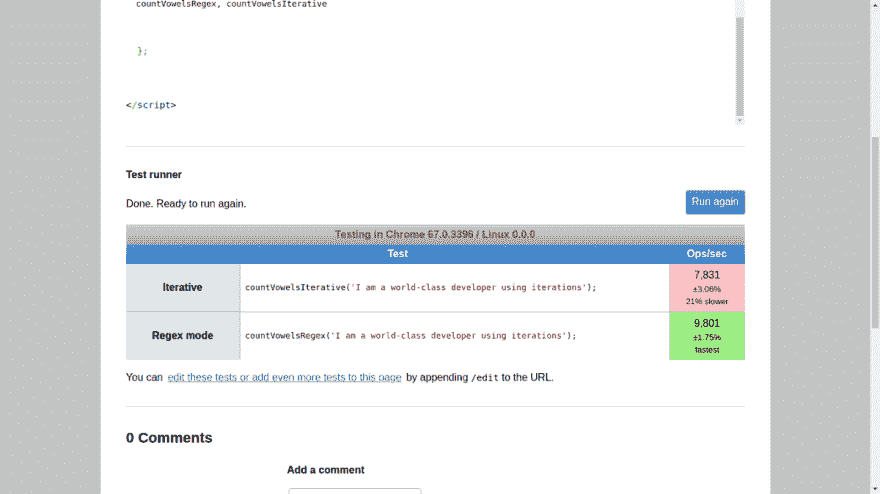 countVowelsRegex, countVowelsIterative
};
</script>
Test runner
Done. Ready to run again.
Run again
Testing in Chrome 67.0.3396 / Linux 0.0.0
Test Ops/sec
Iterative countVowelsIterative('I am a world-class developer using iterations'); 7,831
±3.06%
21% slower
Regex mode countVowelsRegex('I am a world-class developer using iterations'); 9,801
±1.75%
fastest
You can edit these tests or add even more tests to this page by appending /edit to the URL.
0 Comments
Add a comment